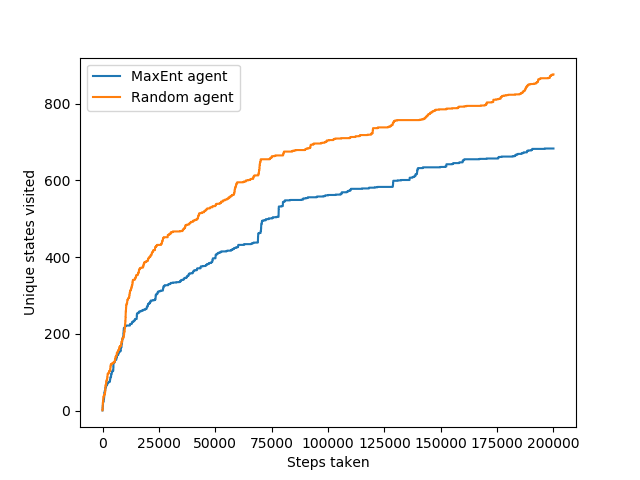 MaxEnt agent
Random agent
Unique states visited
800
600
400
200
0
0 25000 50000 75000 100000 125000 150000 175000 200000
Steps taken